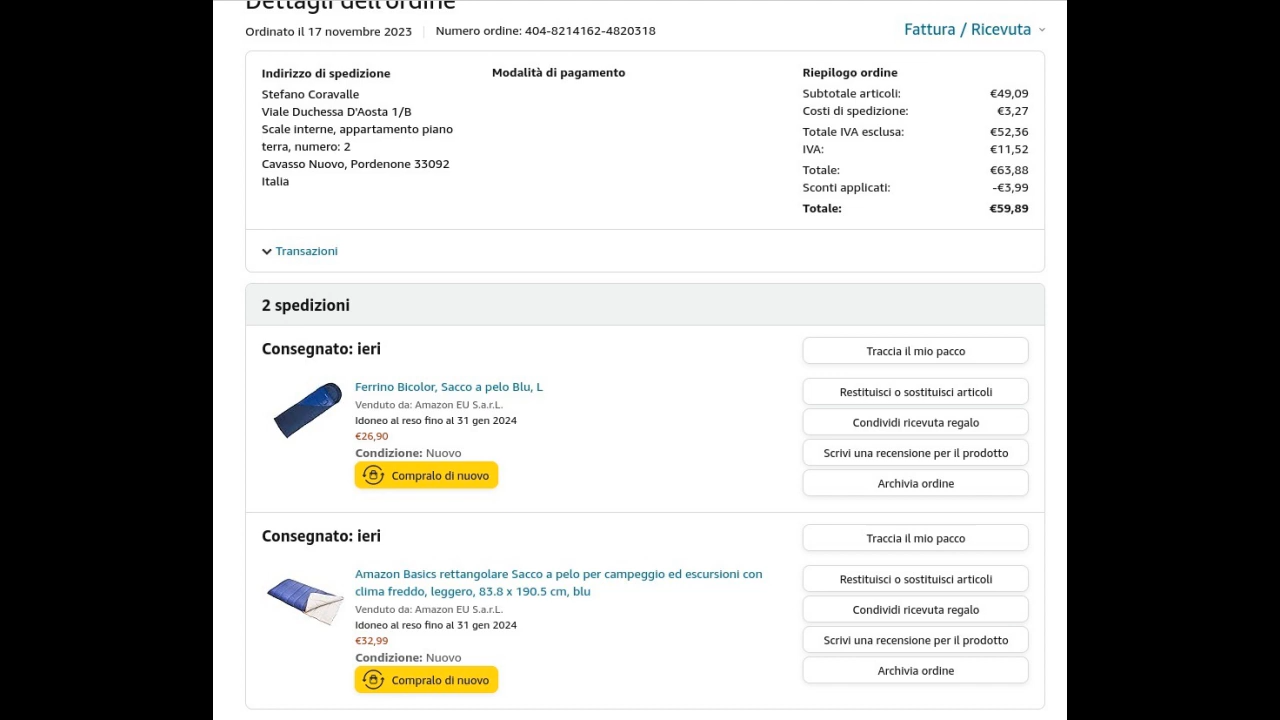 Dettagli dell'ordine
Ordinato il 17 novembre 2023
Numero ordine: 404-8214162-4820318
Fattura / Ricevuta
Indirizzo di spedizione
Stefano Coravalle
Viale Duchessa D'Aosta 1/B
Scale interne, appartamento piano
terra, numero: 2
Cavasso Nuovo, Pordenone 33092
Italia
Modalità di pagamento
Riepilogo ordine
Subtotale articoli: €49,09
Costi di spedizione: €3,27
Totale IVA esclusa: €52,36
IVA: €11,52
Totale: €63,88
Sconti applicati: -€3,99
Totale: €59,89
Transazioni
2 spedizioni
Consegnato: ieri
Ferrino Bicolor, Sacco a pelo Blu, L
Venduto da: Amazon EU S.a.r.L.
Idoneo al reso fino al 31 gen 2024
€26,90
Condizione: Nuovo
Compralo di nuovo
Traccia il mio pacco
Restituisci o sostituisci articoli
Condividi ricevuta regalo
Scrivi una recensione per il prodotto
Archivia ordine
Consegnato: ieri
Amazon Basics rettangolare Sacco a pelo per campeggio ed escursioni con
clima freddo, leggero, 83.8 x 190.5 cm, blu
Venduto da: Amazon EU S.a.r.L.
Idoneo al reso fino al 31 gen 2024
€32,99
Condizione: Nuovo
Compralo di nuovo
Traccia il mio pacco
Restituisci o sostituisci articoli
Condividi ricevuta regalo
Scrivi una recensione per il prodotto
Archivia ordine